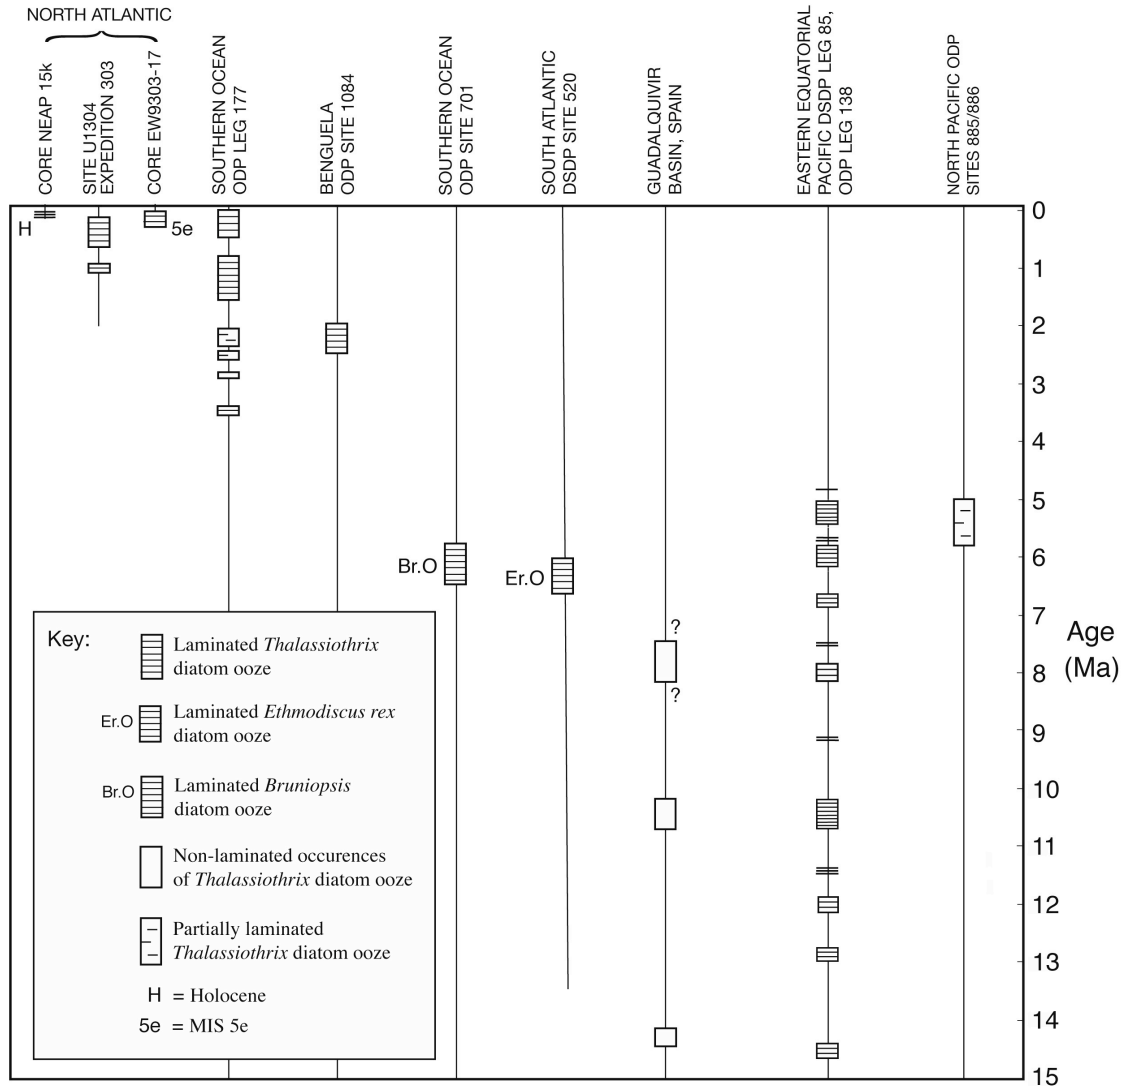 NORTH ATLANTIC
CORE NEAP 15k
SITE U1304
EXPEDITION 303
CORE EW9303-17
SOUTHERN OCEAN
ODP LEG 177
BENGUELA
ODP SITE 1084
SOUTHERN OCEAN
ODP SITE 701
SOUTH ATLANTIC
DSDP SITE 520
GUADALQUIVIR
BASIN, SPAIN
EASTERN EQUATORIAL
PACIFIC DSDP LEG 85,
ODP LEG 138
NORTH PACIFIC ODP
SITES 885/886
H
5e
Br.O
Er.O
?
?
0
1
2
3
4
5
6
7
8
9
10
11
12
13
14
15
Age
(Ma)
Key:
Laminated Thalassiothrix
diatom ooze
Er.O
Laminated Ethmodiscus rex
diatom ooze
Br.O
Laminated Bruniopsis
diatom ooze
Non-laminated occurences
of Thalassiothrix diatom ooze
Partially laminated
Thalassiothrix diatom ooze
H = Holocene
5e = MIS 5e